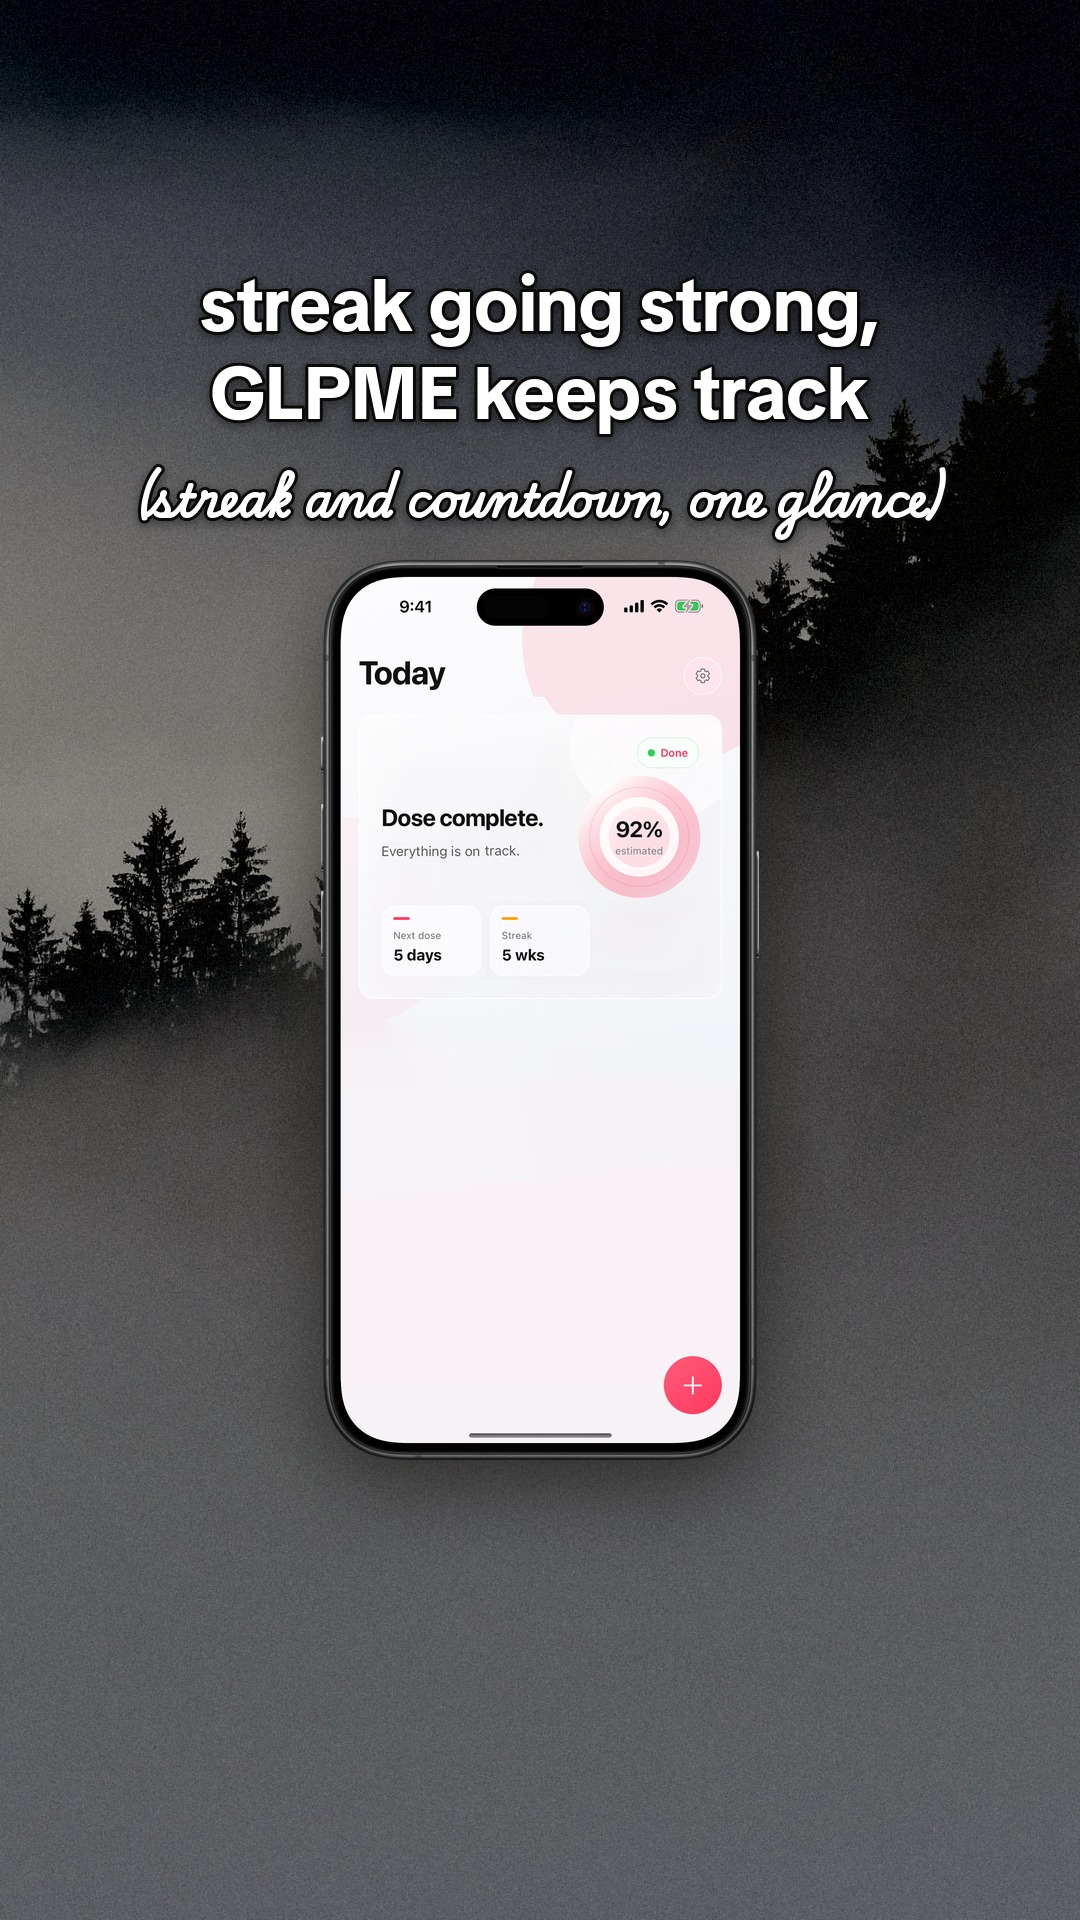 streak going strong,
GLPME keeps track
(streak and countdown, one glance)
9:41
Today
Done
Dose complete.
Everything is on track.
92%
estimated
Next dose
5 days
Streak
5 wks